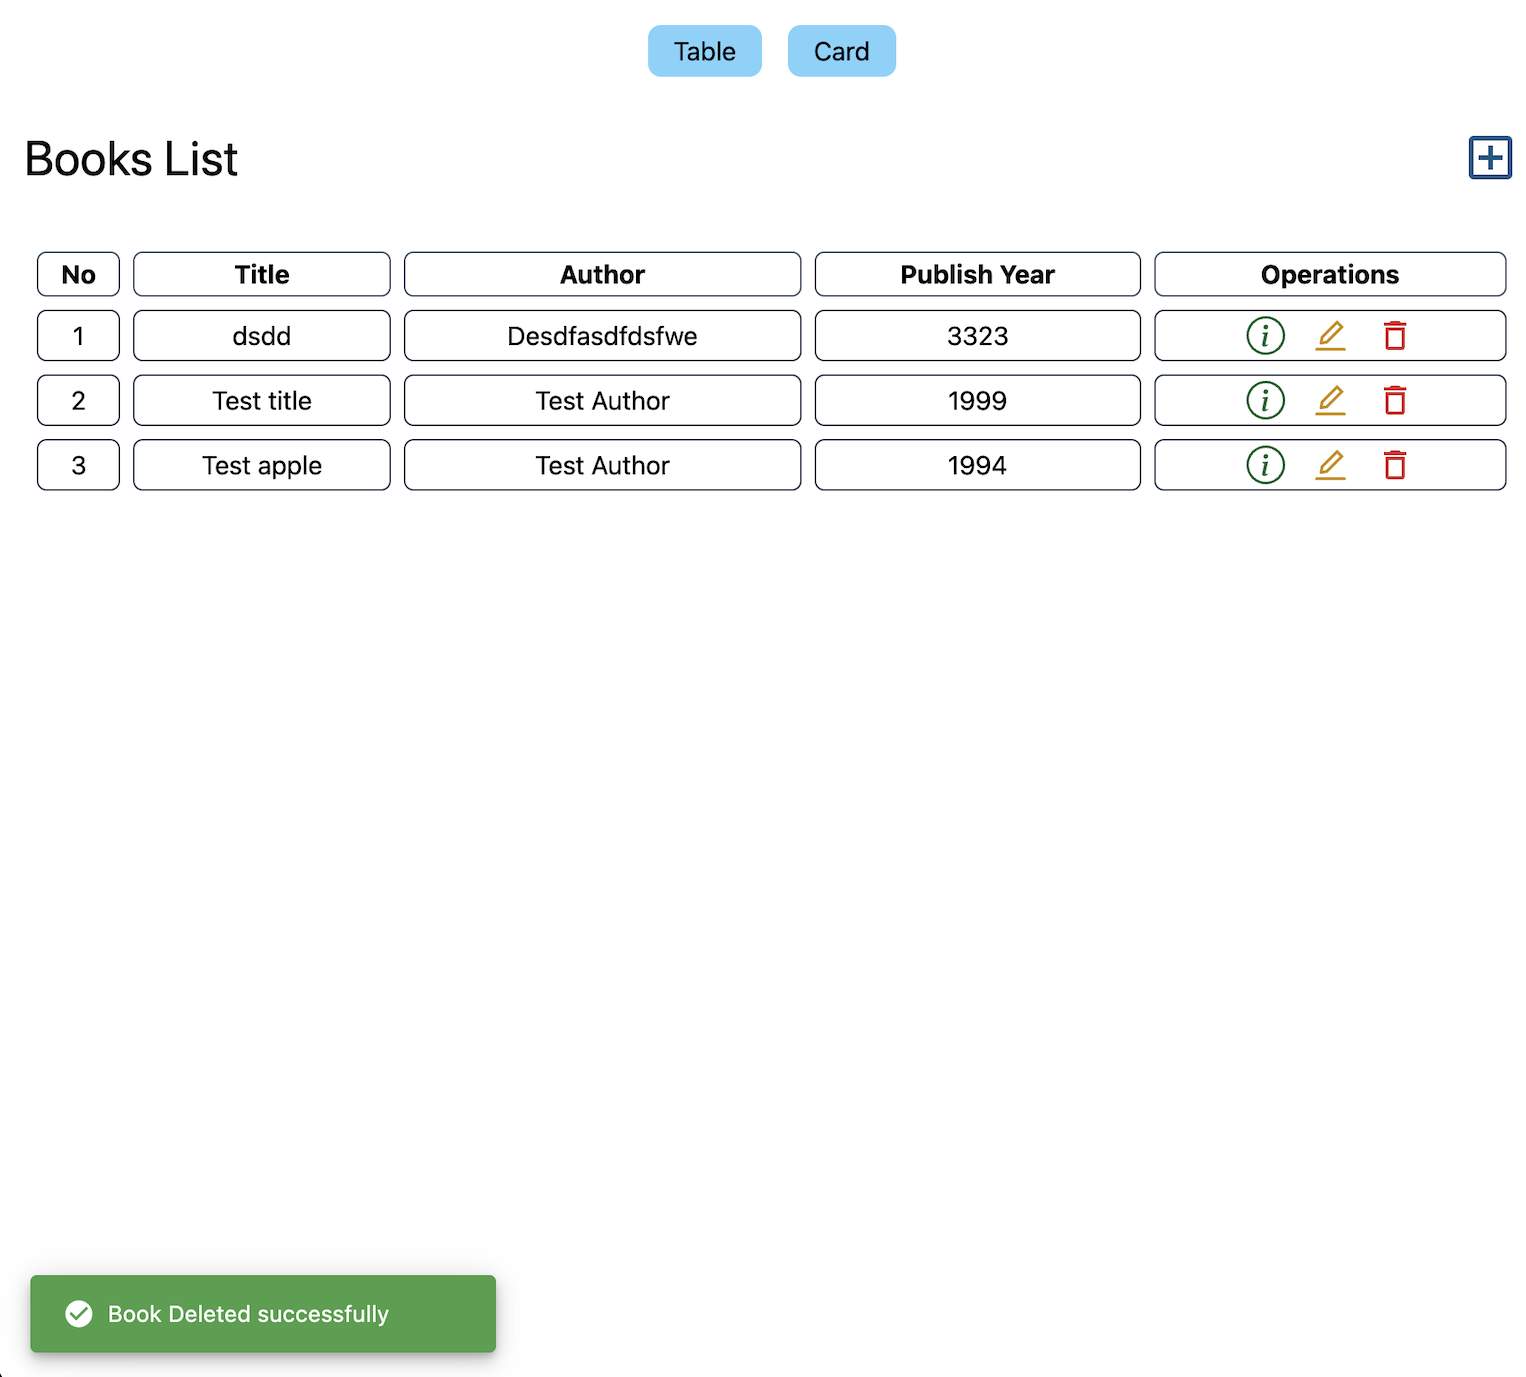 Table Card
Books List
No Title Author Publish Year Operations
1 dsdd Desdfasdfdsfwe 3323
2 Test title Test Author 1999
3 Test apple Test Author 1994
Book Deleted successfully